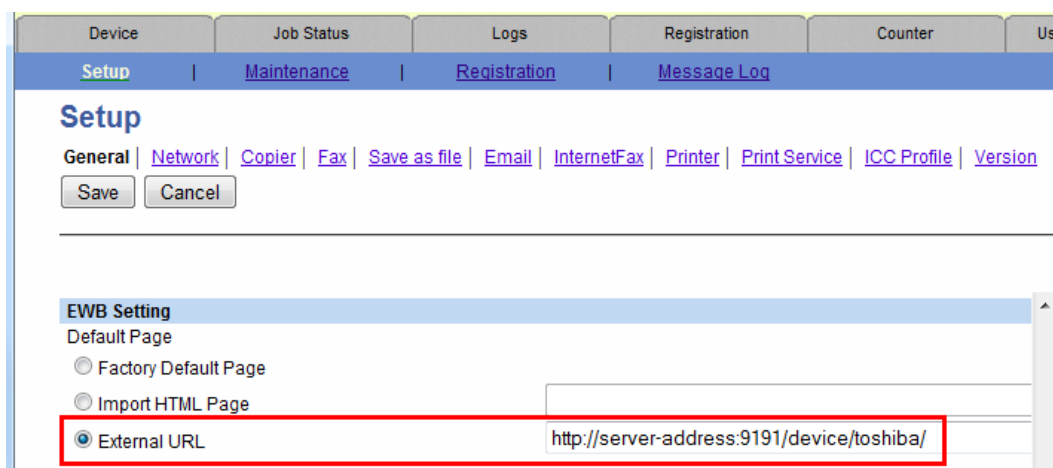 Device Job Status Logs Registration Counter Us
Setup | Maintenance | Registration | Message Log
Setup
General | Network | Copier | Fax | Save as file | Email | InternetFax | Printer | Print Service | ICC Profile | Version
Save Cancel
EWB Setting
Default Page
Factory Default Page
Import HTML Page
External URL http://server-address:9191/device/toshiba/